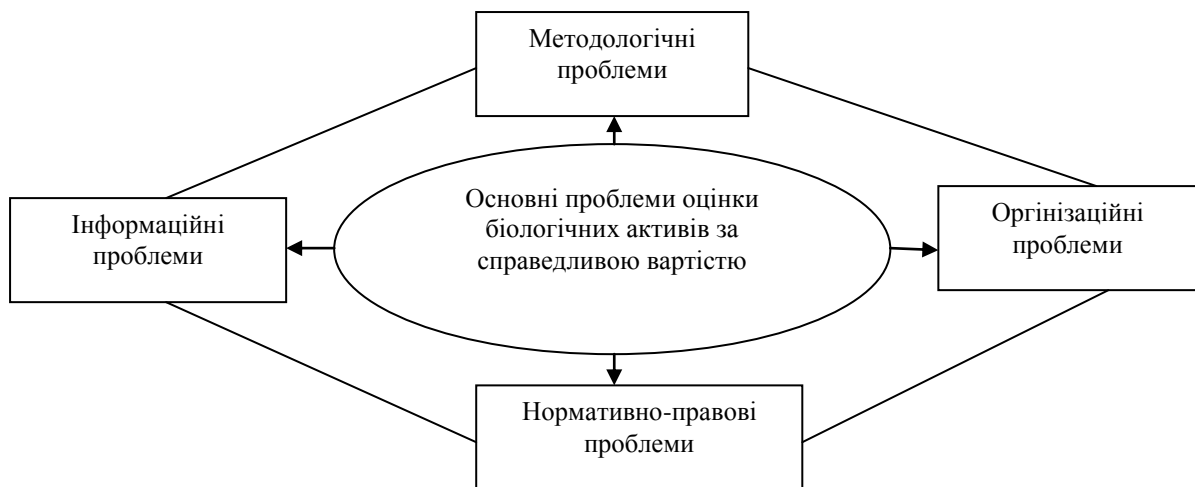 Методологічні
проблеми
Основні проблеми оцінки
біологічних активів за
справедливою вартістю
Інформаційні
проблеми
Оргінізаційні
проблеми
Нормативно-правові
проблеми